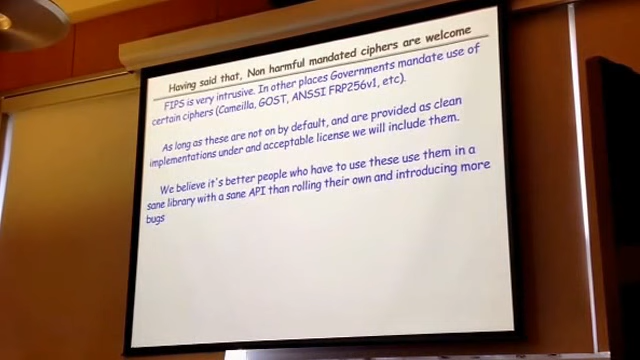 Having said that, Non harmful mandated ciphers are welcome
FIPS is very intrusive. In other places Governments mandate use of
certain ciphers (Cameilla, GOST, ANSSI FRP256v1, etc).
As long as these are not on by default, and are provided as clean
implementations under and acceptable license we will include them.
We believe it's better people who have to use these use them in a
sane library with a sane API than rolling their own and introducing more
bugs